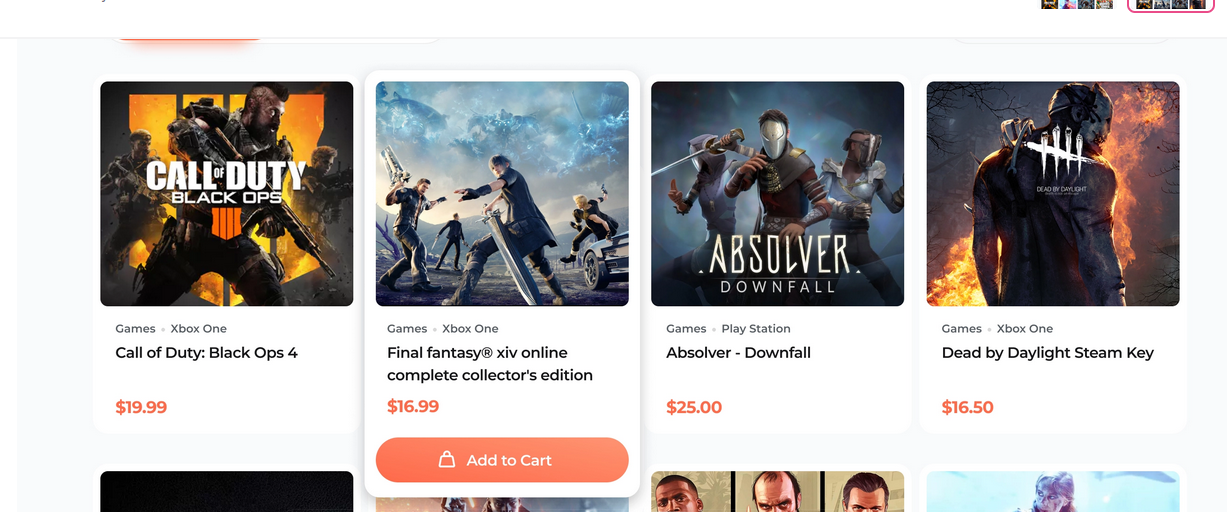 CALL OF DUTY
BLACK OPS
IIII
ABSOLVER
DOWNFALL
DEAD BY DAYLIGHT
Games • Xbox One
Call of Duty: Black Ops 4
$19.99
Games • Xbox One
Final fantasy® xiv online
complete collector's edition
$16.99
Add to Cart
Games • Play Station
Absolver - Downfall
$25.00
Games • Xbox One
Dead by Daylight Steam Key
$16.50